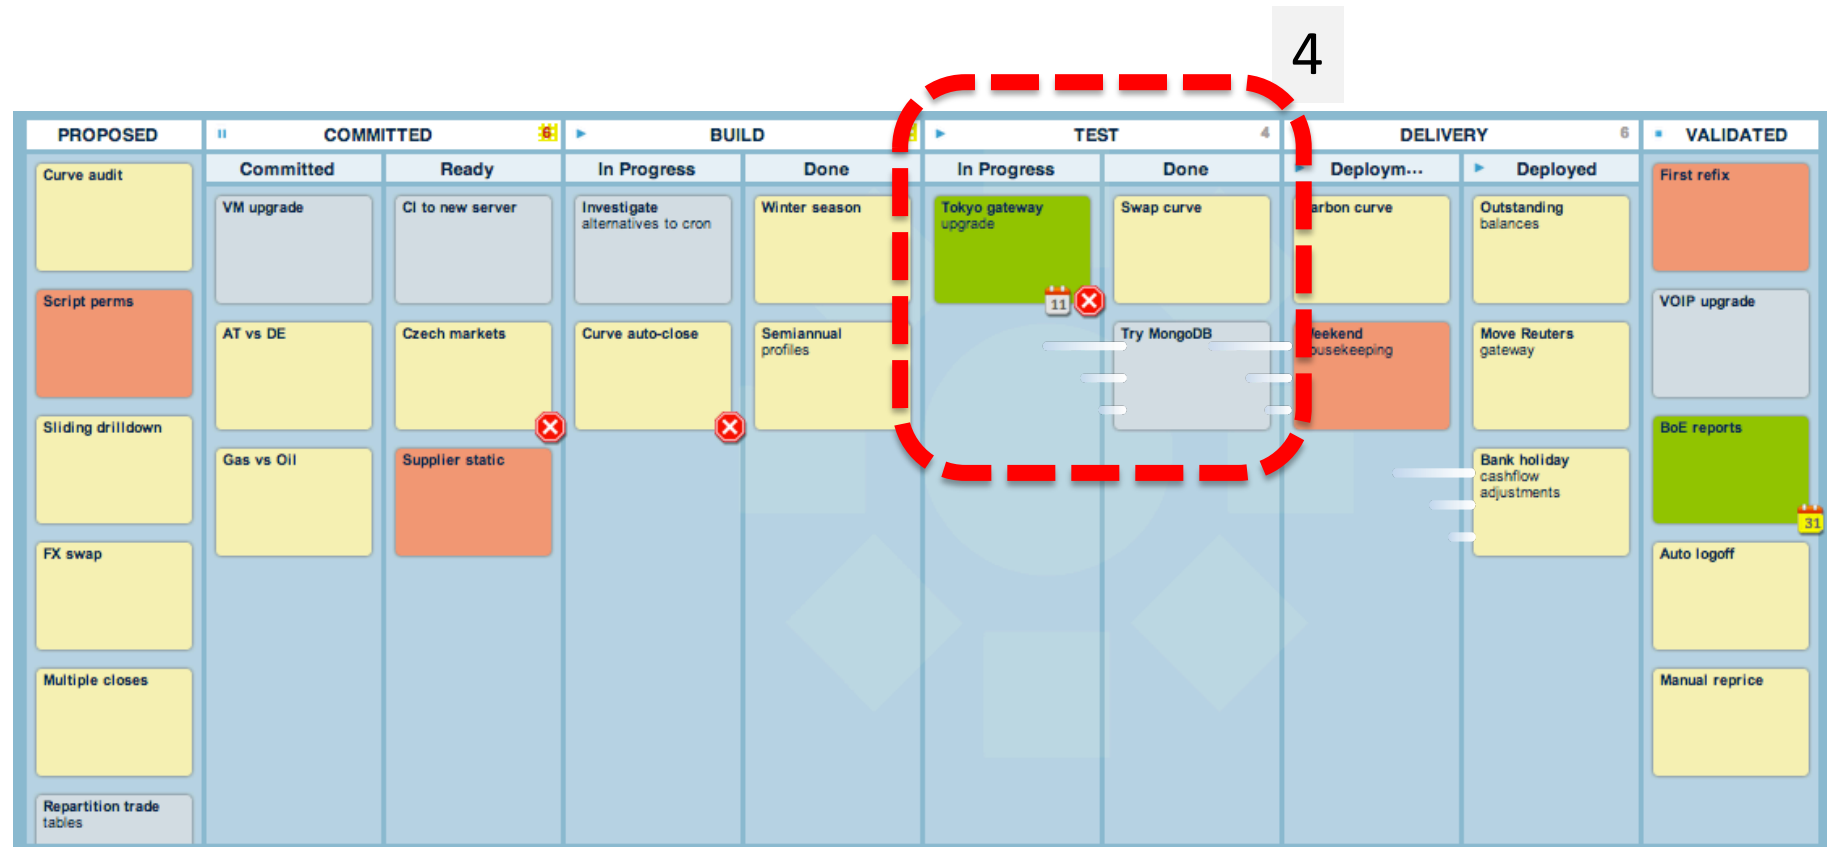 4
PROPOSED
COMMITTED 6
BUILD
TEST 4
DELIVERY 6
VALIDATED
Committed
Ready
In Progress
Done
In Progress
Done
Deploym...
Deployed
Curve audit
Script perms
Sliding drilldown
FX swap
Multiple closes
Repartition trade
tables
VM upgrade
AT vs DE
Gas vs Oil
CI to new server
Czech markets
Supplier static
Investigate
alternatives to cron
Curve auto-close
Winter season
Semiannual
profiles
Tokyo gateway
upgrade
11
Swap curve
Try MongoDB
arbon curve
eekend
usekeeping
Outstanding
balances
Move Reuters
gateway
Bank holiday
cashflow
adjustments
First refix
VOIP upgrade
BoE reports
31
Auto logoff
Manual reprice